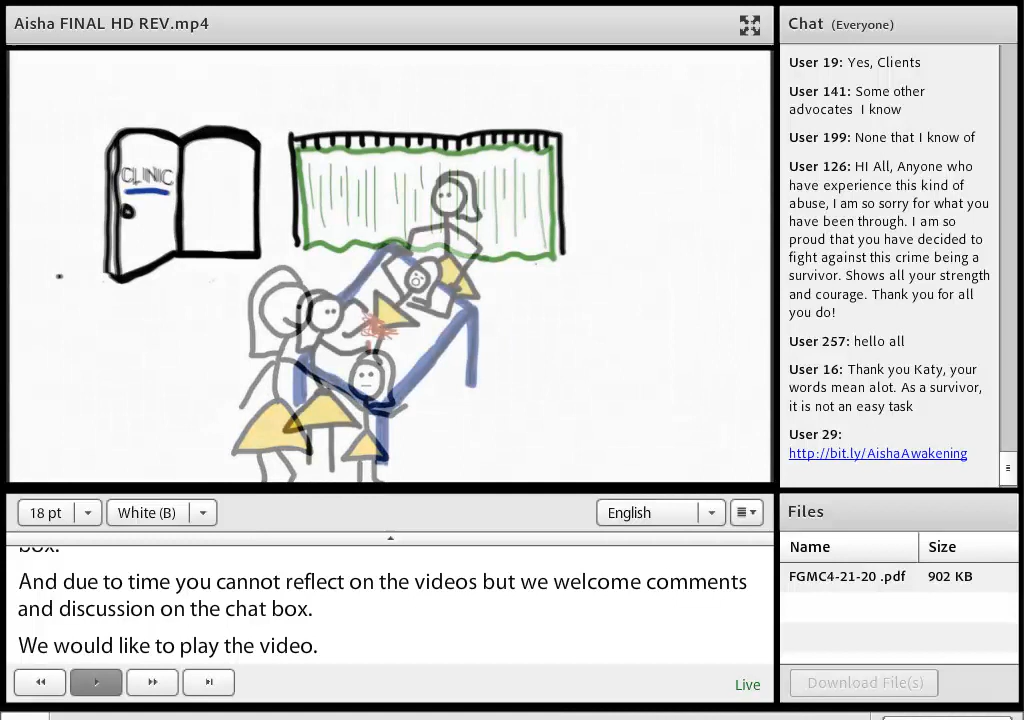 Aisha FINAL HD REV.mp4
CLINIC
Chat (Everyone)
User 19: Yes, Clients
User 141: Some other
advocates I know
User 199: None that I know of
User 126: HI All, Anyone who
have experience this kind of
abuse, I am so sorry for what you
have been through. I am so
proud that you have decided to
fight against this crime being a
survivor. Shows all your strength
and courage. Thank you for all
you do!
User 257: hello all
User 16: Thank you Katy, your
words mean alot. As a survivor,
it is not an easy task
User 29:
http://bit.ly/AishaAwakening
18 pt White (B) English
box.
And due to time you cannot reflect on the videos but we welcome comments
and discussion on the chat box.
We would like to play the video.
Live
Files
Name Size
FGMC4-21-20 .pdf 902 KB
Download File(s)